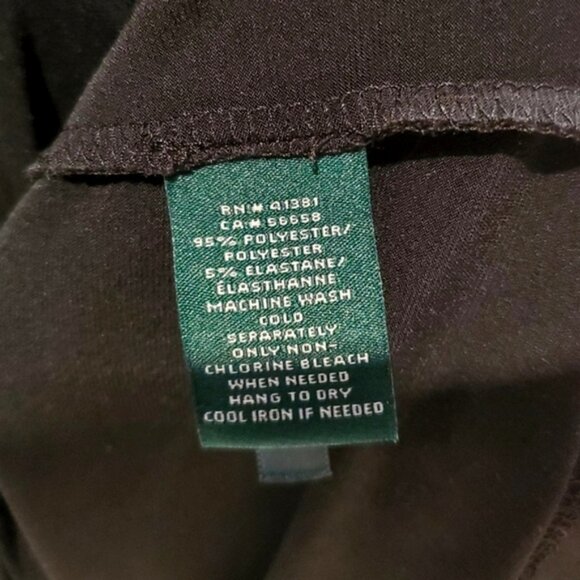 RN# 41381
CA# 56658
95% POLYESTER/
POLYESTER
5% ELASTANE/
ÉLASTHANNE
MACHINE WASH
COLD
SEPARATELY
ONLY NON-
CHLORINE BLEACH
WHEN NEEDED
HANG TO DRY
COOL IRON IF NEEDED